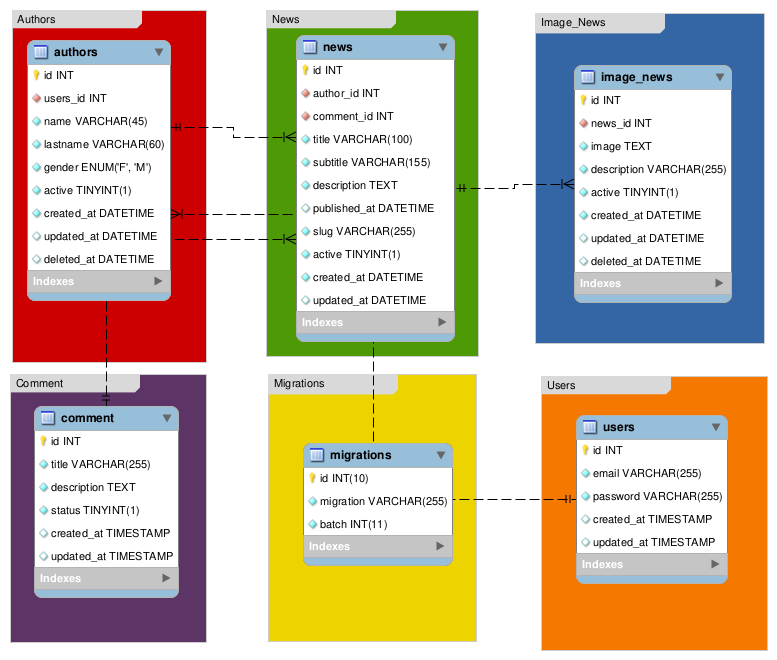 Authors
authors
id INT
users_id INT
name VARCHAR(45)
lastname VARCHAR(60)
gender ENUM('F', 'M')
active TINYINT(1)
created_at DATETIME
updated_at DATETIME
deleted_at DATETIME
Indexes
News
news
id INT
author_id INT
comment_id INT
title VARCHAR(100)
subtitle VARCHAR(155)
description TEXT
published_at DATETIME
slug VARCHAR(255)
active TINYINT(1)
created_at DATETIME
updated_at DATETIME
Indexes
Image_News
image_news
id INT
news_id INT
image TEXT
description VARCHAR(255)
active TINYINT(1)
created_at DATETIME
updated_at DATETIME
deleted_at DATETIME
Indexes
Comment
comment
id INT
title VARCHAR(255)
description TEXT
status TINYINT(1)
created_at TIMESTAMP
updated_at TIMESTAMP
Indexes
Migrations
migrations
id INT(10)
migration VARCHAR(255)
batch INT(11)
Indexes
Users
users
id INT
email VARCHAR(255)
password VARCHAR(255)
created_at TIMESTAMP
updated_at TIMESTAMP
Indexes